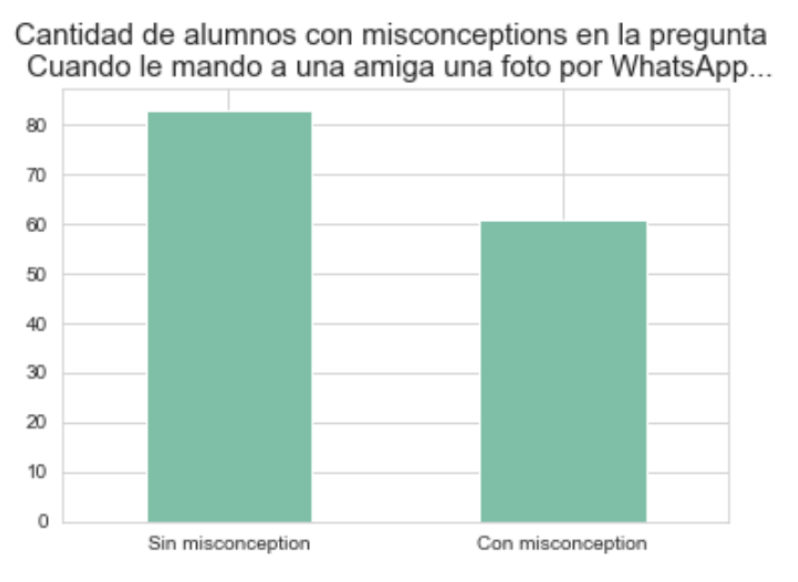 Cantidad de alumnos con misconceptions en la pregunta
Cuando le mando a una amiga una foto por WhatsApp...
80
70
60
50
40
30
20
10
0
Sin misconception
Con misconception